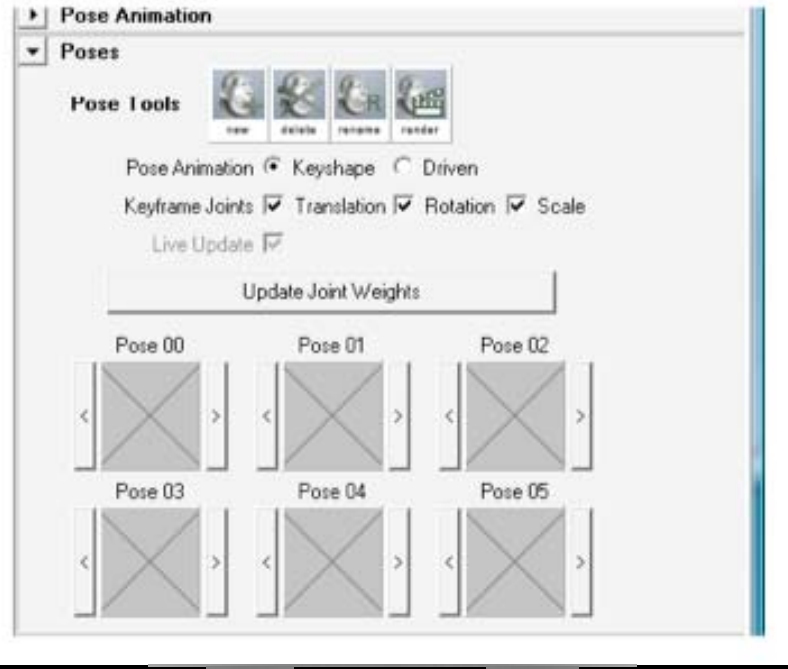 Pose Animation
Poses
Pose Tools
new delete rename render
Pose Animation Keyshape Driven
Keyframe Joints Translation Rotation Scale
Live Update
Update Joint Weights
Pose 00 Pose 01 Pose 02
< > < > < >
Pose 03 Pose 04 Pose 05
< > < > < >